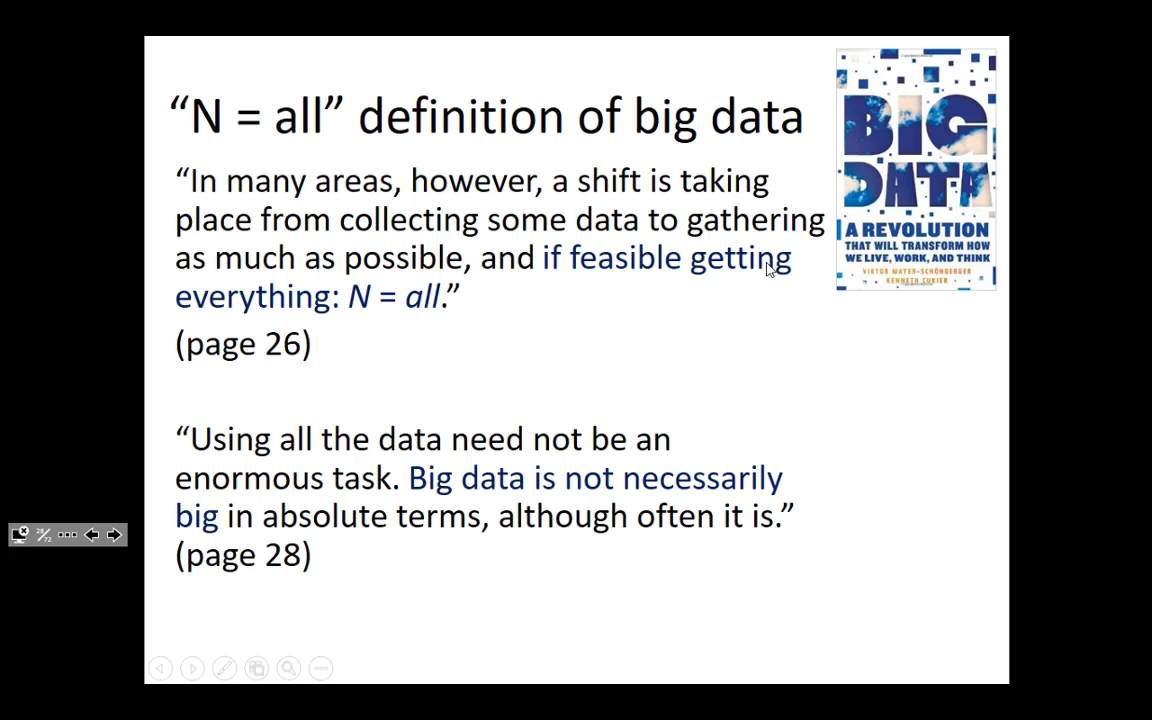 “N = all” definition of big data
“In many areas, however, a shift is taking
place from collecting some data to gathering
as much as possible, and if feasible getting
everything: N = all.”
(page 26)
“Using all the data need not be an
enormous task. Big data is not necessarily
big in absolute terms, although often it is.”
(page 28)
BIG
DATA
A REVOLUTION
THAT WILL TRANSFORM HOW
WE LIVE, WORK, AND THINK
VIKTOR MAYER-SCHÖNBERGER
KENNETH CUKIER
28/72